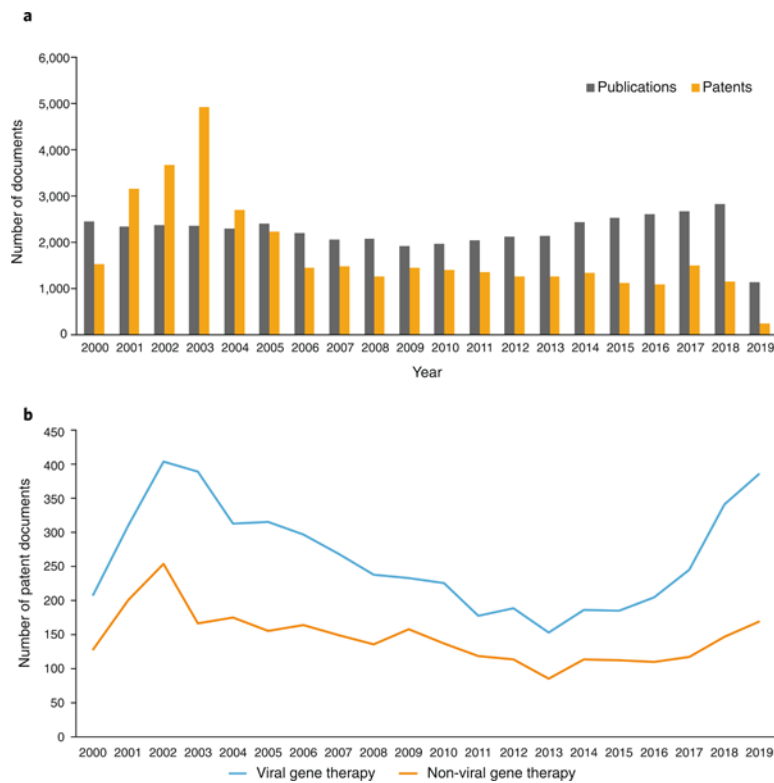 a
6,000
5,000
4,000
3,000
2,000
1,000
0
Number of documents
Publications Patents
2000 2001 2002 2003 2004 2005 2006 2007 2008 2009 2010 2011 2012 2013 2014 2015 2016 2017 2018 2019
Year
b
450
400
350
300
250
200
150
100
50
0
Number of patent documents
2000 2001 2002 2003 2004 2005 2006 2007 2008 2009 2010 2011 2012 2013 2014 2015 2016 2017 2018 2019
Viral gene therapy Non-viral gene therapy